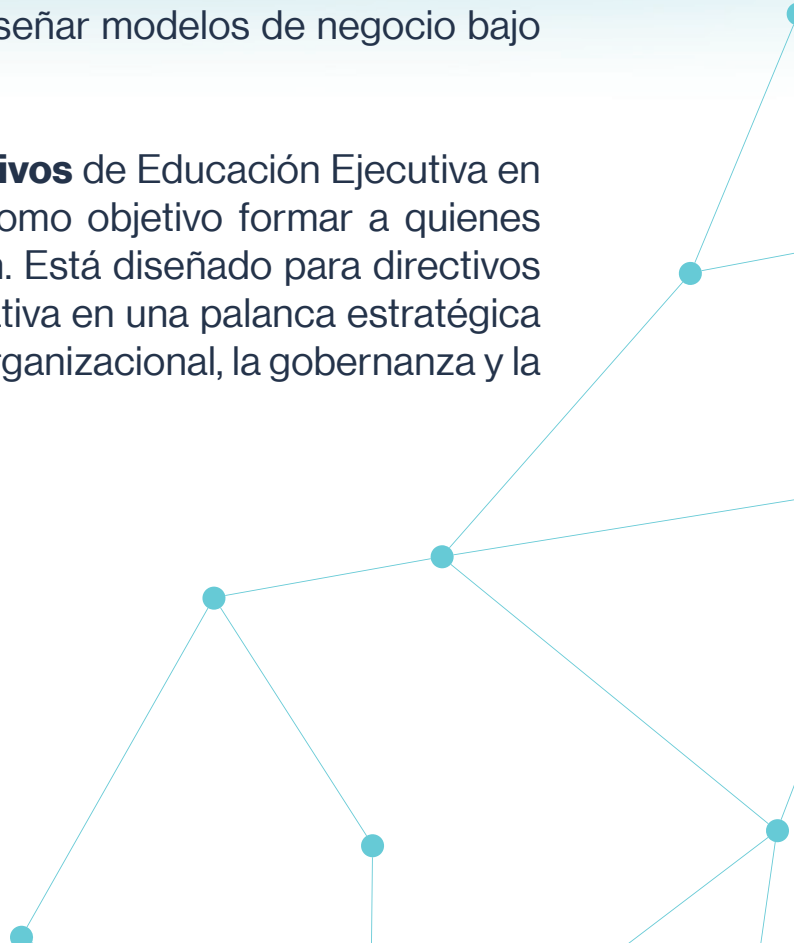 señar modelos de negocio bajo
ivos de Educación Ejecutiva en
omo objetivo formar a quienes
. Está diseñado para directivos
tiva en una palanca estratégica
rganizacional, la gobernanza y la